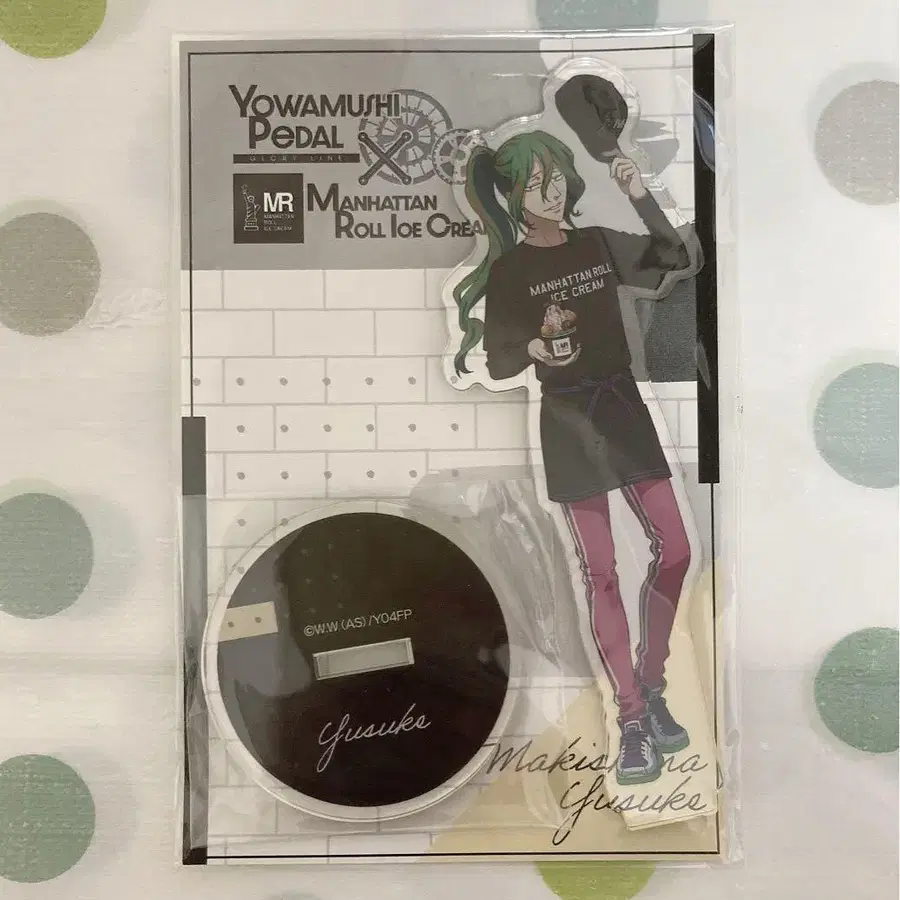 YOWAMUSHI
PEDAL
GLORY LINE
MR
MANHATTAN
ROLL
ICE CREAM
MANHATTAN
ROLL ICE CREAM
MANHATTAN ROLL
ICE CREAM
MR
©W.W (AS) /Y04FP
Yusuke
Makishima
Yusuke